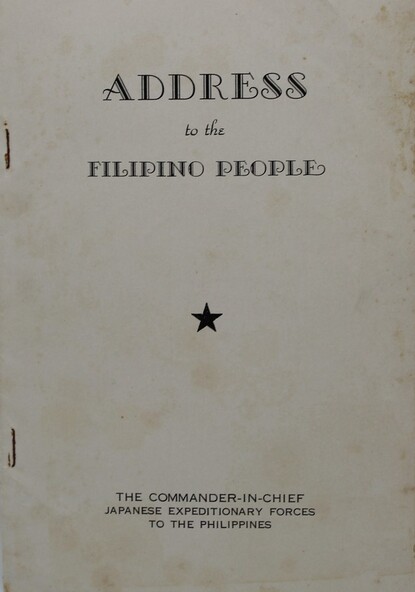 ADDRESS
to the
FILIPINO PEOPLE
THE COMMANDER-IN-CHIEF
JAPANESE EXPEDITIONARY FORCES
TO THE PHILIPPINES